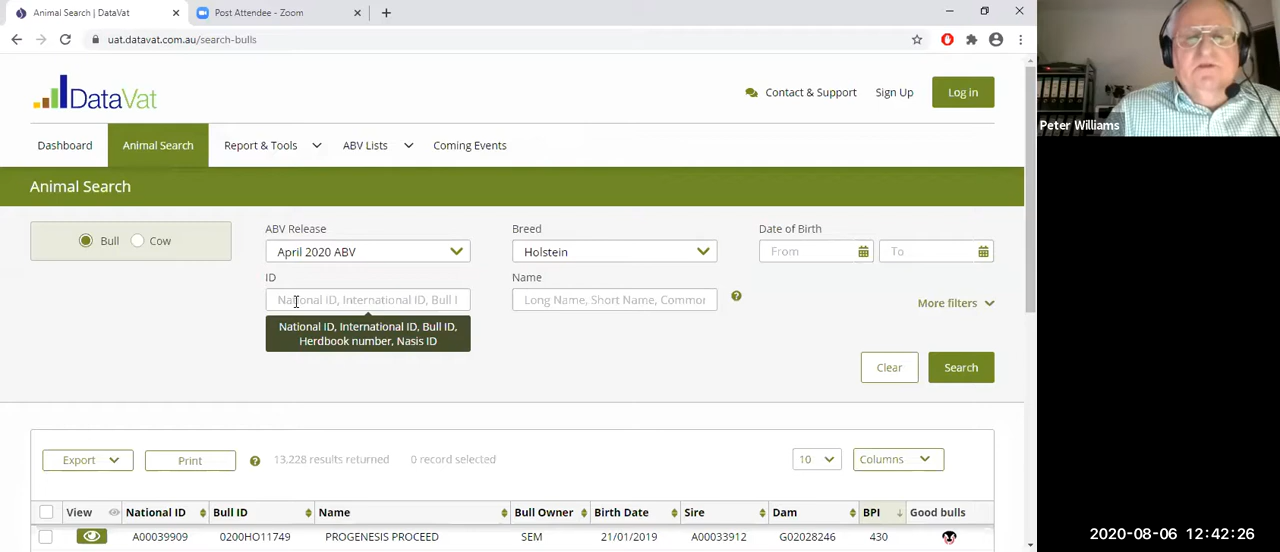 Animal Search | DataVat
Post Attendee - Zoom
uat.datavat.com.au/search-bulls
DataVat
Contact & Support
Sign Up
Log in
Dashboard
Animal Search
Report & Tools
ABV Lists
Coming Events
Animal Search
Bull
Cow
ABV Release
Breed
Date of Birth
April 2020 ABV
Holstein
From
To
ID
Name
National ID, International ID, Bull I
Long Name, Short Name, Commor
More filters
National ID, International ID, Bull ID,
Herdbook number, Nasis ID
Clear
Search
Export
Print
13,228 results returned
0 record selected
10
Columns
View National ID Bull ID Name Bull Owner Birth Date Sire Dam BPI Good bulls
A00039909 0200HO11749 PROGENESIS PROCEED SEM 21/01/2019 A00033912 G02028246 430
Peter Williams
2020-08-06 12:42:26